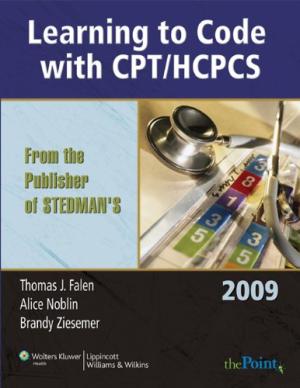 Learning to Code
with CPT/HCPCS
From the
Publisher
of STEDMAN'S
Thomas J. Falen
Alice Noblin
Brandy Ziesemer
2009
Wolters Kluwer
Health
Lippincott
Williams & Wilkins
thePoint